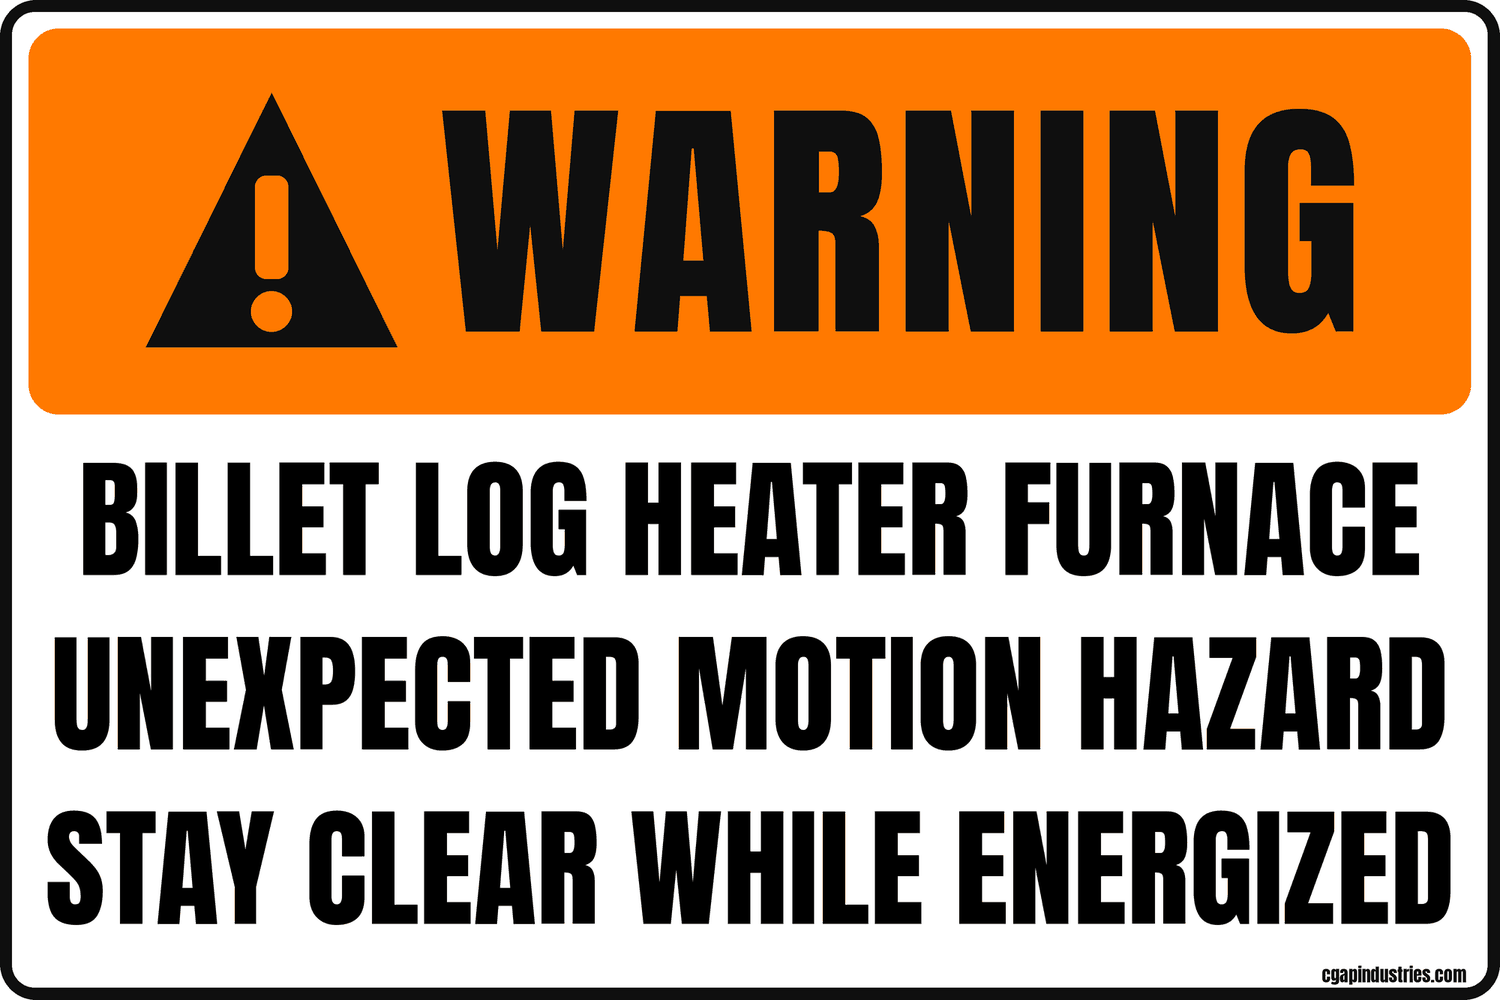 WARNING
BILLET LOG HEATER FURNACE
UNEXPECTED MOTION HAZARD
STAY CLEAR WHILE ENERGIZED
cgapindustries.com